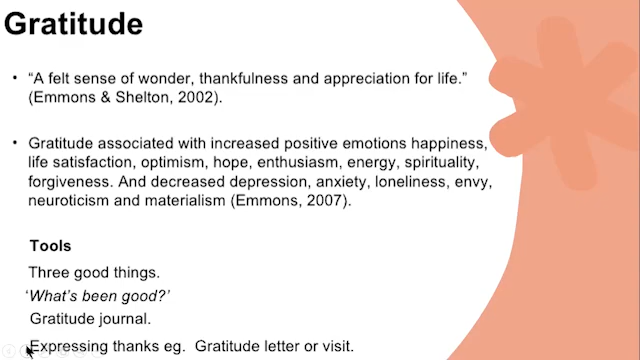 Gratitude
• “A felt sense of wonder, thankfulness and appreciation for life.”
(Emmons & Shelton, 2002).
• Gratitude associated with increased positive emotions happiness,
life satisfaction, optimism, hope, enthusiasm, energy, spirituality,
forgiveness. And decreased depression, anxiety, loneliness, envy,
neuroticism and materialism (Emmons, 2007).
Tools
Three good things.
‘What’s been good?’
Gratitude journal.
Expressing thanks eg. Gratitude letter or visit.